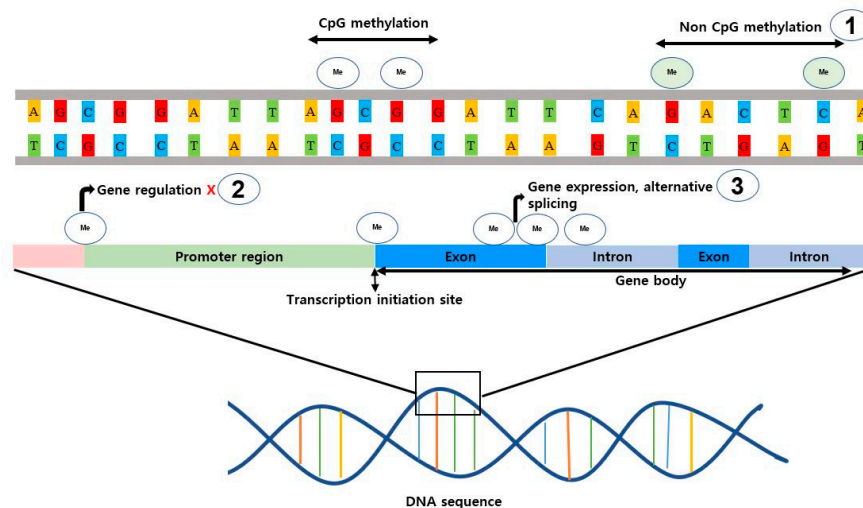 CpG methylation
Non CpG methylation 1
Me Me Me Me
A G C G G A T T A G C G G A T T C A G A C T C A
T C G C C T A A T C G C C T A A G T C T G A G T
Gene regulation X 2
Gene expression, alternative 3
splicing
Me Me Me Me Me
Promoter region Exon Intron Exon Intron
Gene body
Transcription initiation site
DNA sequence